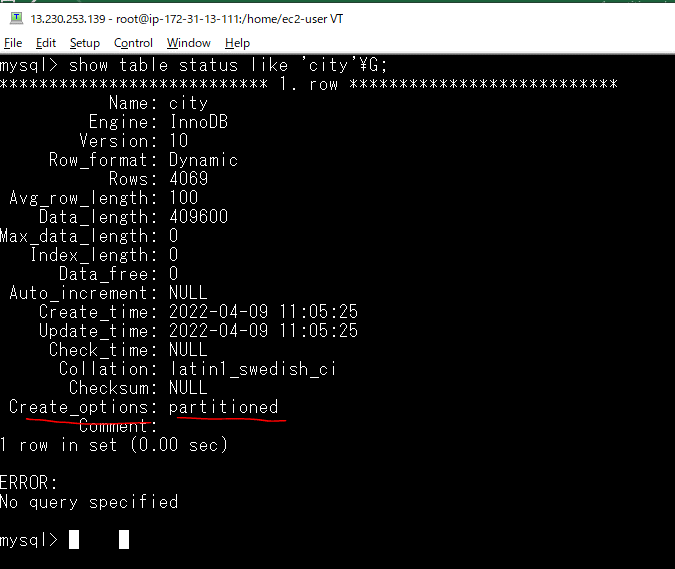 13.230.253.139 - root@ip-172-31-13-111:/home/ec2-user VT
File Edit Setup Control Window Help
mysql> show table status like 'city'¥G;
*************************** 1. row ***************************
Name: city
Engine: InnoDB
Version: 10
Row_format: Dynamic
Rows: 4069
Avg_row_length: 100
Data_length: 409600
Max_data_length: 0
Index_length: 0
Data_free: 0
Auto_increment: NULL
Create_time: 2022-04-09 11:05:25
Update_time: 2022-04-09 11:05:25
Check_time: NULL
Collation: latin1_swedish_ci
Checksum: NULL
Create_options: partitioned
Comment:
1 row in set (0.00 sec)
ERROR:
No query specified
mysql>